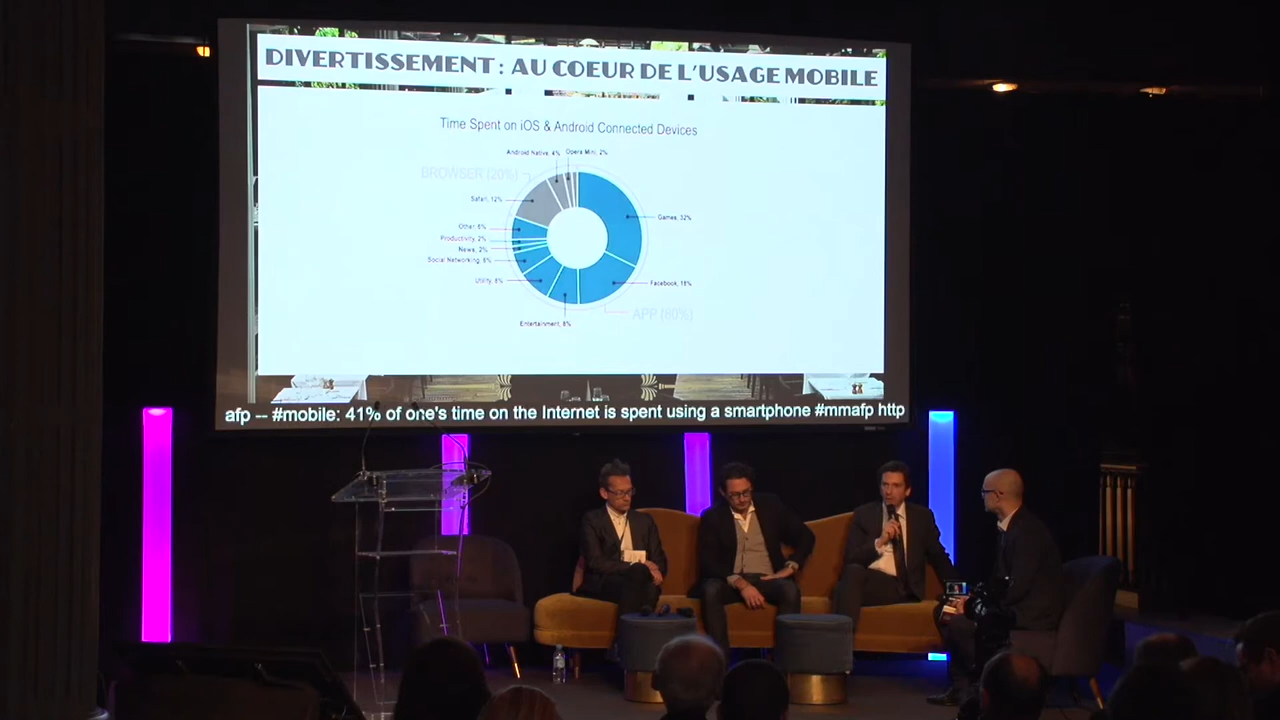 DIVERTISSEMENT : AU COEUR DE L'USAGE MOBILE
Time Spent on iOS & Android Connected Devices
Android Native, 4%
Opera Mini, 2%
BROWSER (20%)
Safari, 12%
Games, 32%
Other, 6%
Productivity, 2%
News, 2%
Social Networking, 6%
Utility, 8%
Facebook, 18%
APP (80%)
Entertainment, 8%
afp -- #mobile: 41% of one's time on the Internet is spent using a smartphone #mmafp http